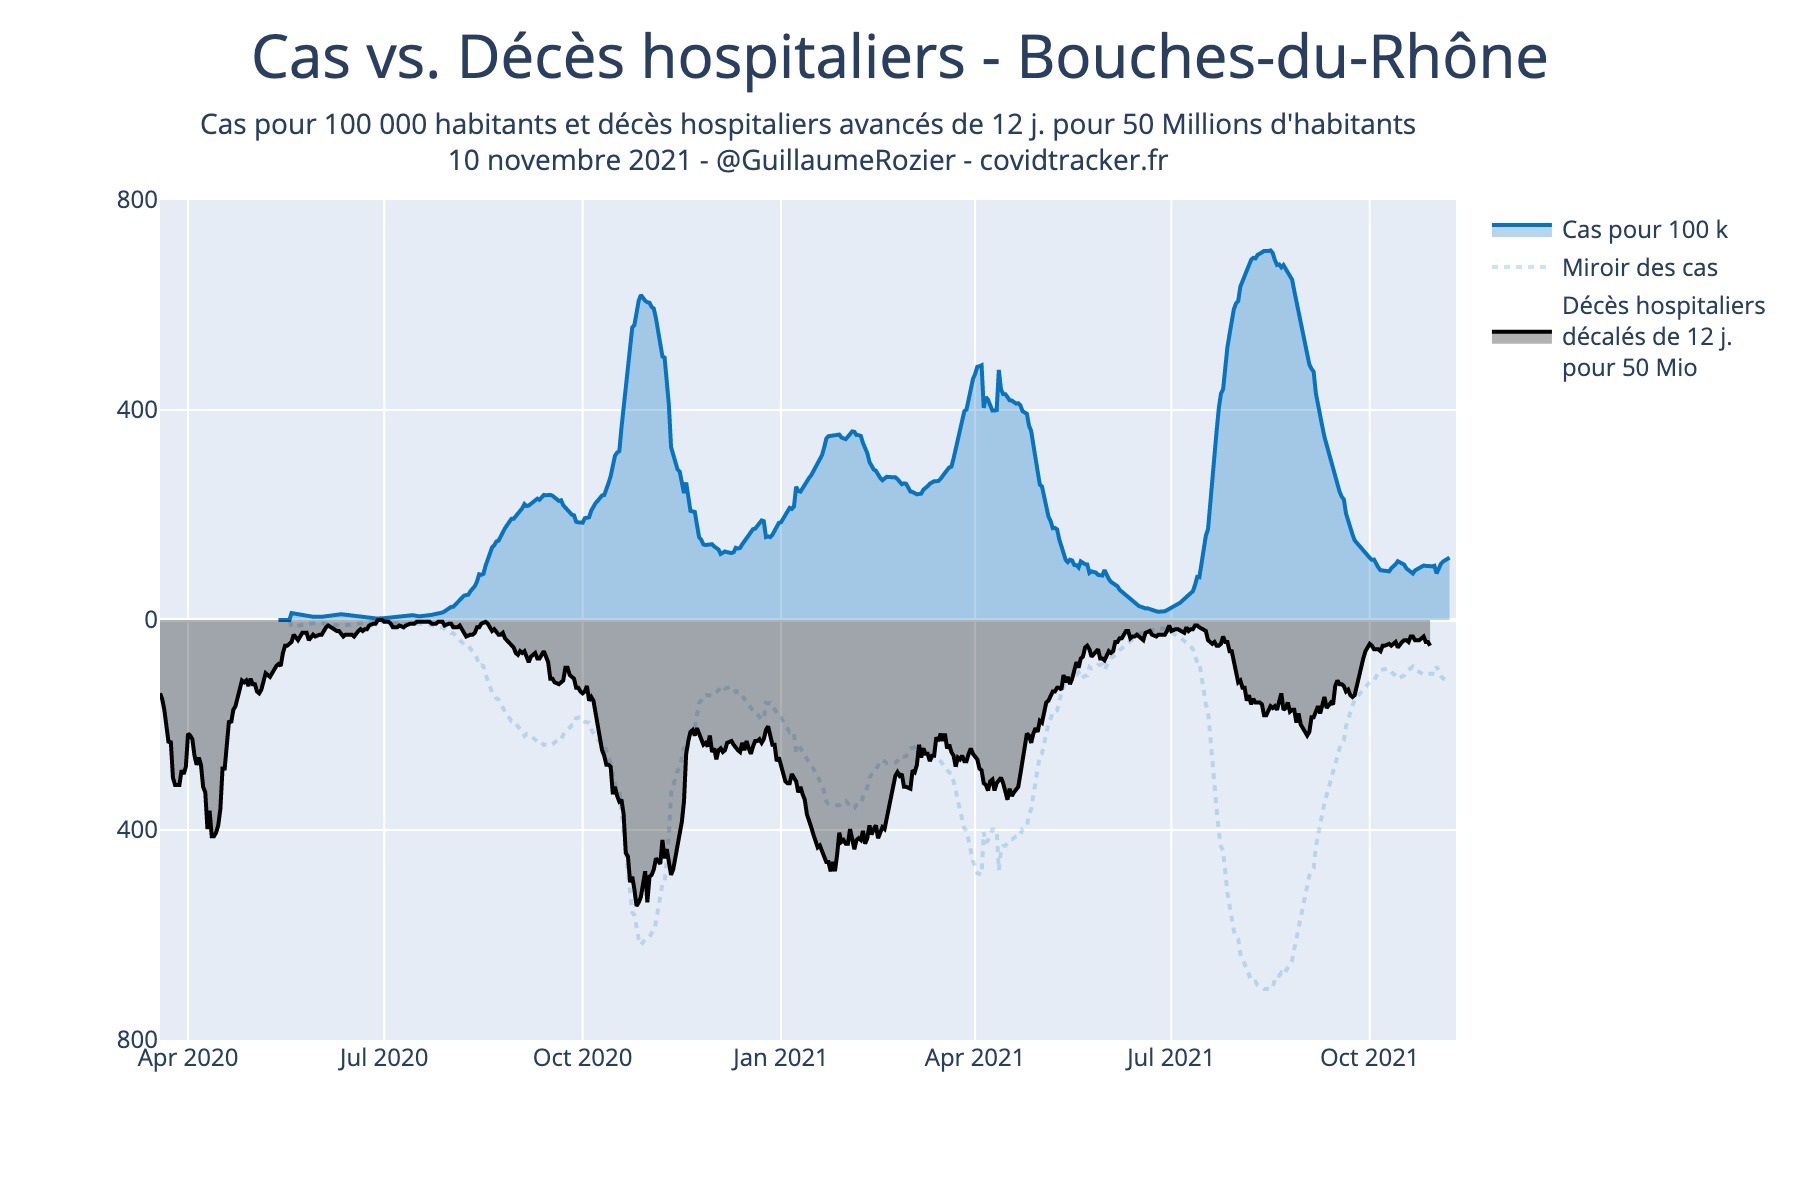 Cas vs. Décès hospitaliers - Bouches-du-Rhône
Cas pour 100 000 habitants et décès hospitaliers avancés de 12 j. pour 50 Millions d'habitants
10 novembre 2021 - @GuillaumeRozier - covidtracker.fr
800
400
0
400
800
Apr 2020
Jul 2020
Oct 2020
Jan 2021
Apr 2021
Jul 2021
Oct 2021
Cas pour 100 k
Miroir des cas
Décès hospitaliers
décalés de 12 j.
pour 50 Mio